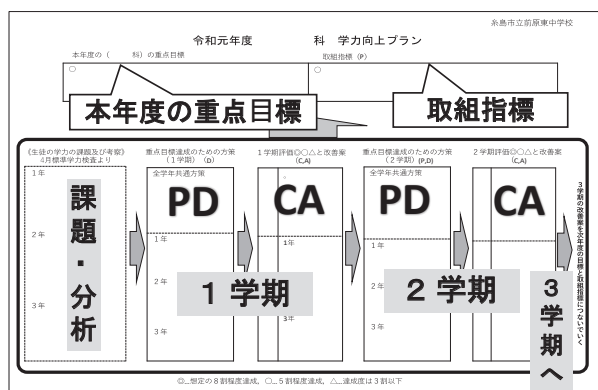 糸島市立前原東中学校
令和元年度　　　　科　学力向上プラン
本年度の（　　　科）の重点目標
取組指標（P）
○
○
本年度の重点目標
取組指標
《生徒の学力の課題及び考察》
4月標準学力検査より
1年
2年
3年
課題・分析
重点目標達成のための方策
（1学期）（D）
全学年共通方策
PD
1年
2年
3年
1学期評価◎○△と改善案
（C,A）
CA
1年
3年
1学期
重点目標達成のための方策
（2学期）（P,D）
全学年共通方策
PD
1年
2年
3年
2学期評価◎○△と改善案
（C,A）
CA
2学期
3学期の改善案を次年度の目標と取組指標につないでいく
3学期へ
◎…想定の8割程度達成，○…5割程度達成，△…達成度は3割以下